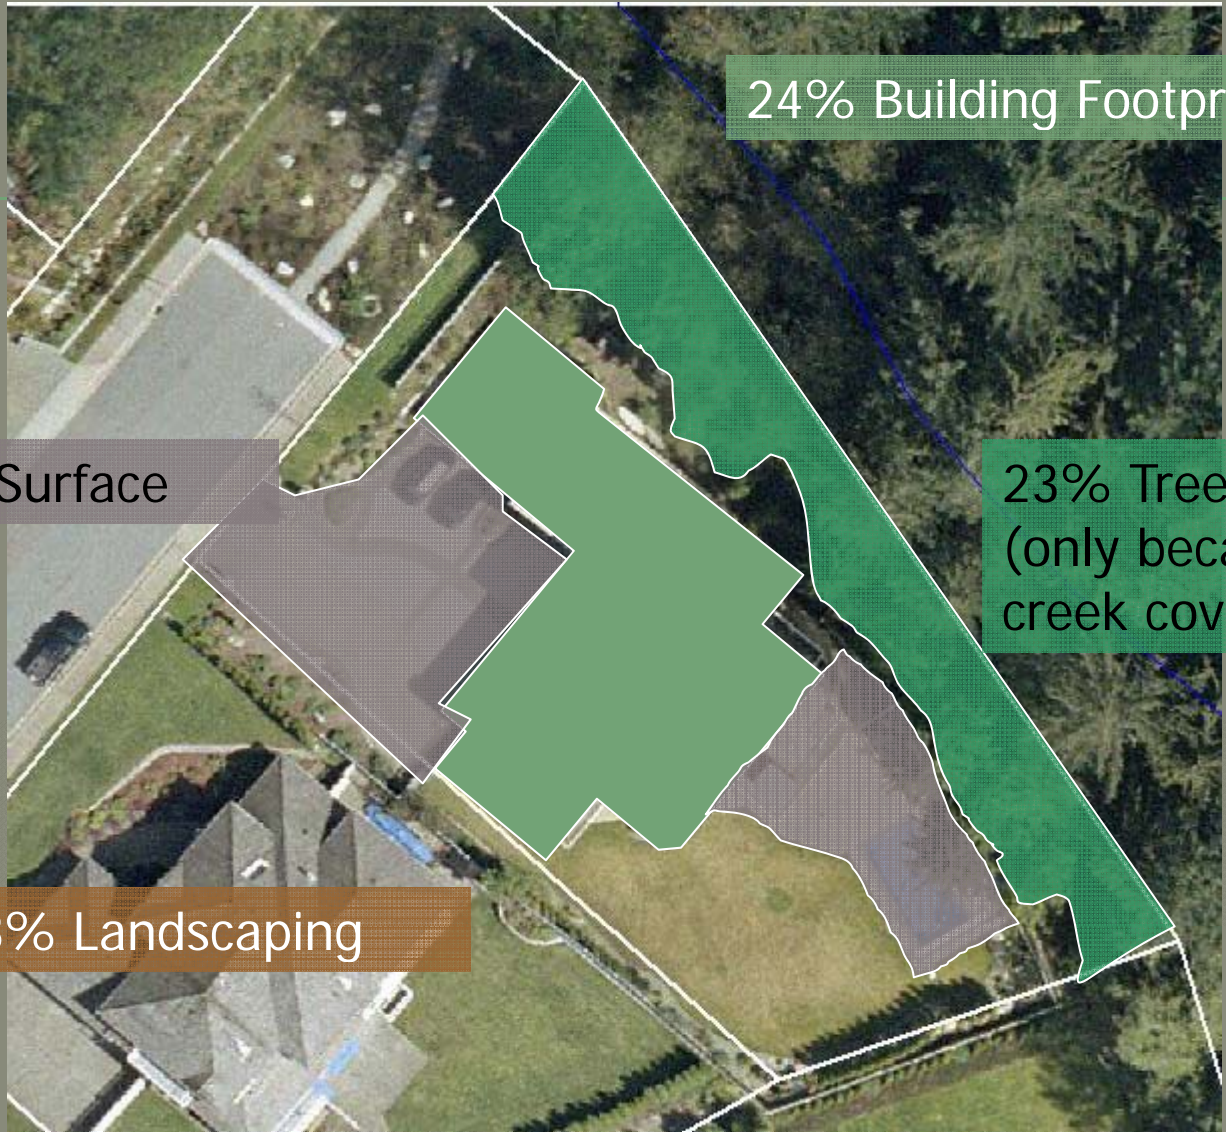 24% Building Footpr
Surface
23% Tree
(only beca
creek cov
% Landscaping